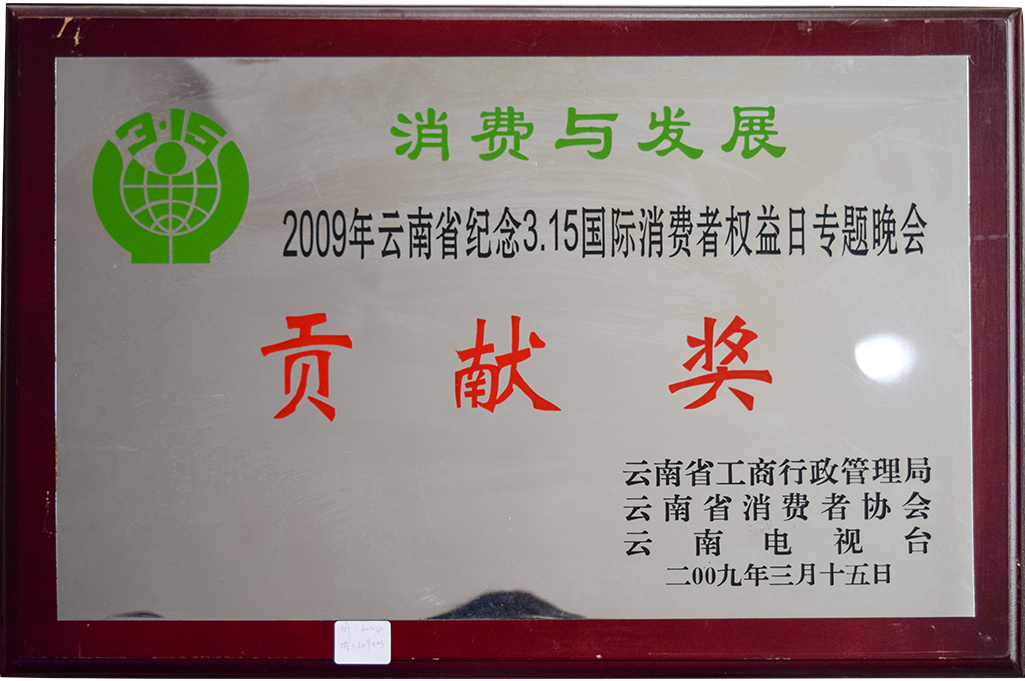 3·15
消费与发展
2009年云南省纪念3.15国际消费者权益日专题晚会
贡献奖
云南省工商行政管理局
云南省消费者协会
云南电视台
二00九年三月十五日